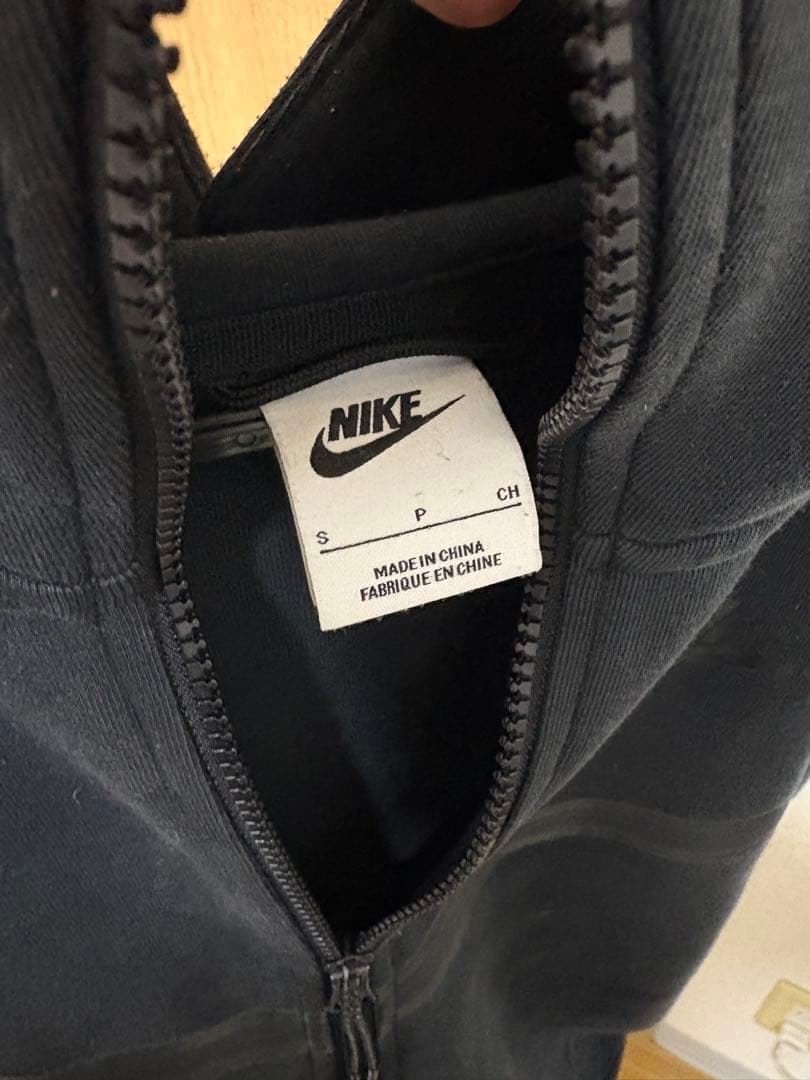 NIKE
S P CH
MADE IN CHINA
FABRIQUE EN CHINE